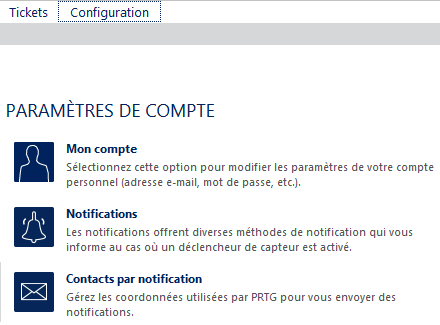 Tickets Configuration
PARAMÈTRES DE COMPTE
Mon compte
Sélectionnez cette option pour modifier les paramètres de votre compte
personnel (adresse e-mail, mot de passe, etc.).
Notifications
Les notifications offrent diverses méthodes de notification qui vous
informe au cas où un déclencheur de capteur est activé.
Contacts par notification
Gérez les coordonnées utilisées par PRTG pour vous envoyer des
notifications.